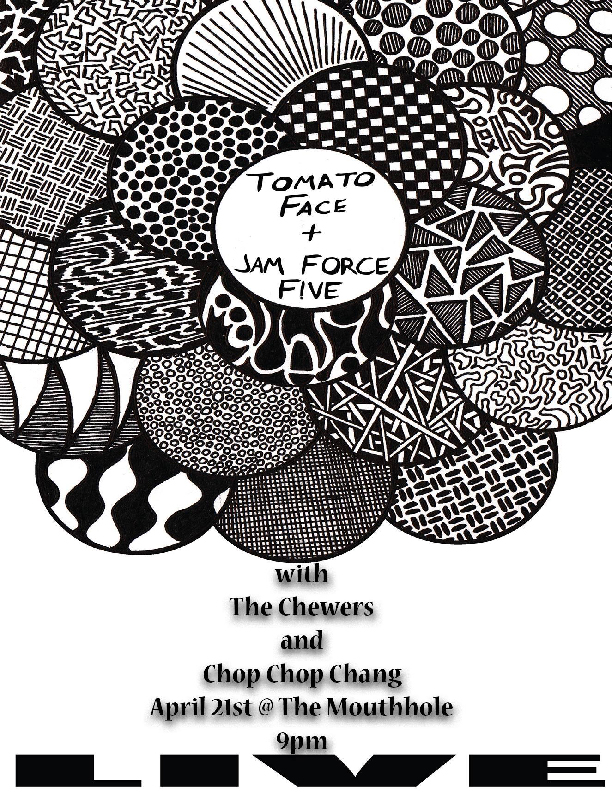 TOMATO
FACE
+
JAM FORCE
FIVE
with
The Chewers
and
Chop Chop Chang
April 21st @ The Mouthhole
9pm
LIVE